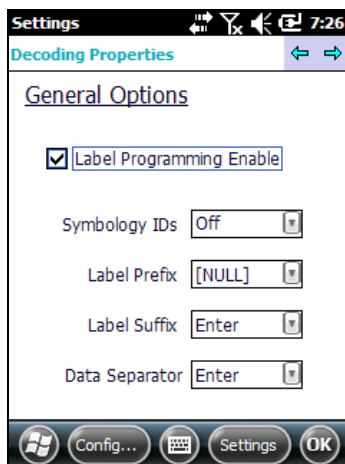 Settings 7:26
Decoding Properties
General Options
Label Programming Enable
Symbology IDs Off
Label Prefix [NULL]
Label Suffix Enter
Data Separator Enter
Config... Settings OK